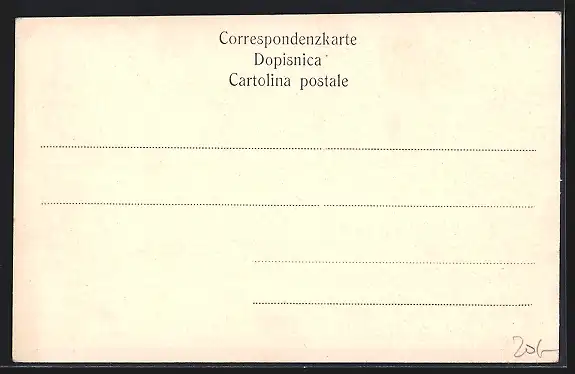 Correspondenzkarte
Dopisnica
Cartolina postale
20.-